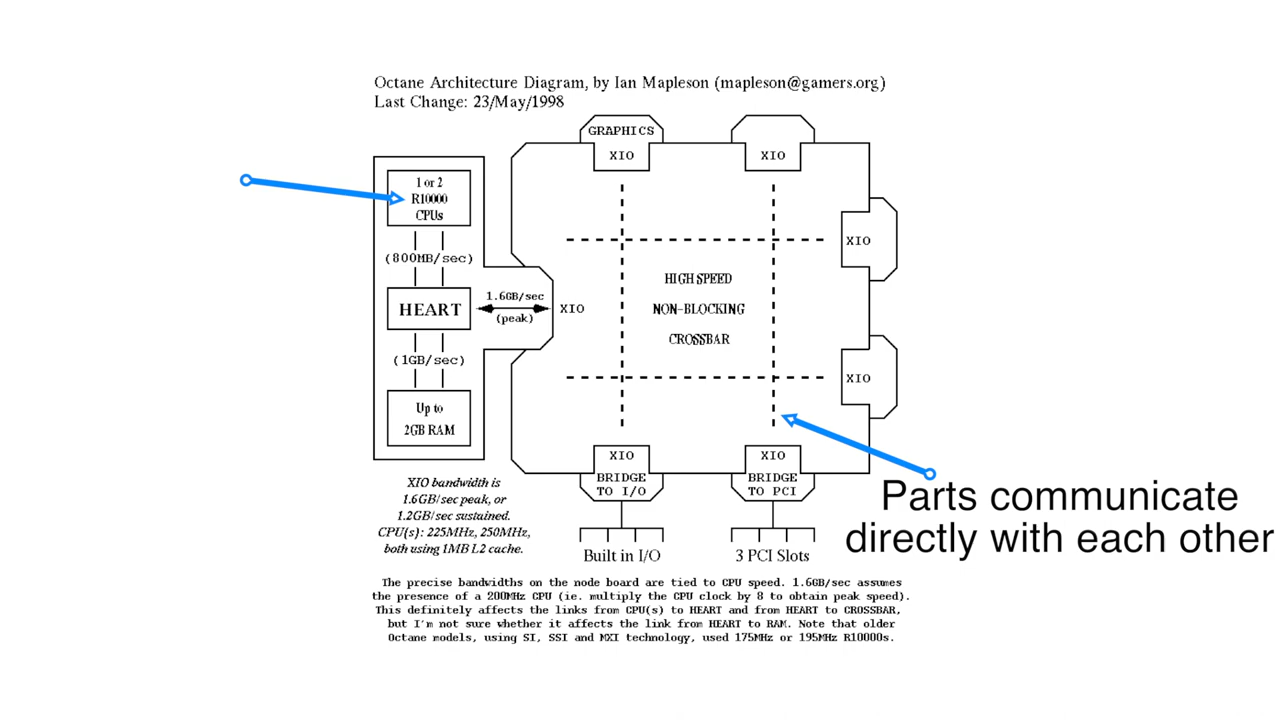 Octane Architecture Diagram, by Ian Mapleson (mapleson@gamers.org)
Last Change: 23/May/1998
GRAPHICS
XIO
XIO
1 or 2
R10000
CPUs
(800MB/sec)
HEART
1.6GB/sec
(peak)
XIO
(1GB/sec)
Up to
2GB RAM
HIGH SPEED
NON-BLOCKING
CROSSBAR
XIO
XIO
XIO
BRIDGE
TO I/O
XIO
BRIDGE
TO PCI
Built in I/O
3 PCI Slots
XIO bandwidth is
1.6GB/sec peak, or
1.2GB/sec sustained.
CPU(s): 225MHz, 250MHz,
both using 1MB L2 cache.
Parts communicate
directly with each other
The precise bandwidths on the node board are tied to CPU speed. 1.6GB/sec assumes
the presence of a 200MHz CPU (ie. multiply the CPU clock by 8 to obtain peak speed).
This definitely affects the links from CPU(s) to HEART and from HEART to CROSSBAR,
but I'm not sure whether it affects the link from HEART to RAM. Note that older
Octane models, using SI, SSI and MXI technology, used 175MHz or 195MHz R10000s.